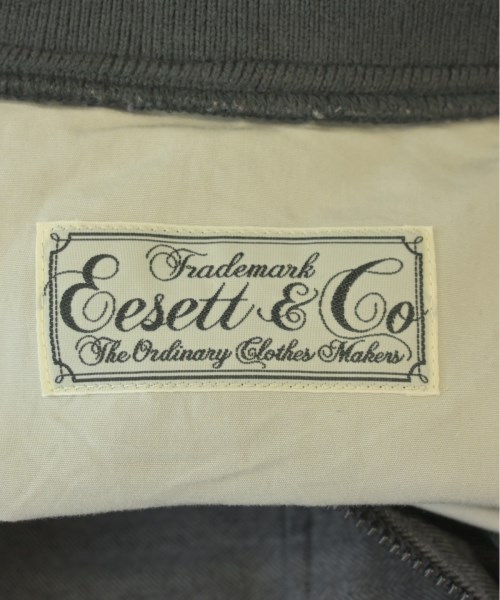 Trademark
Eesett & Co
The Ordinary Clothes Makers